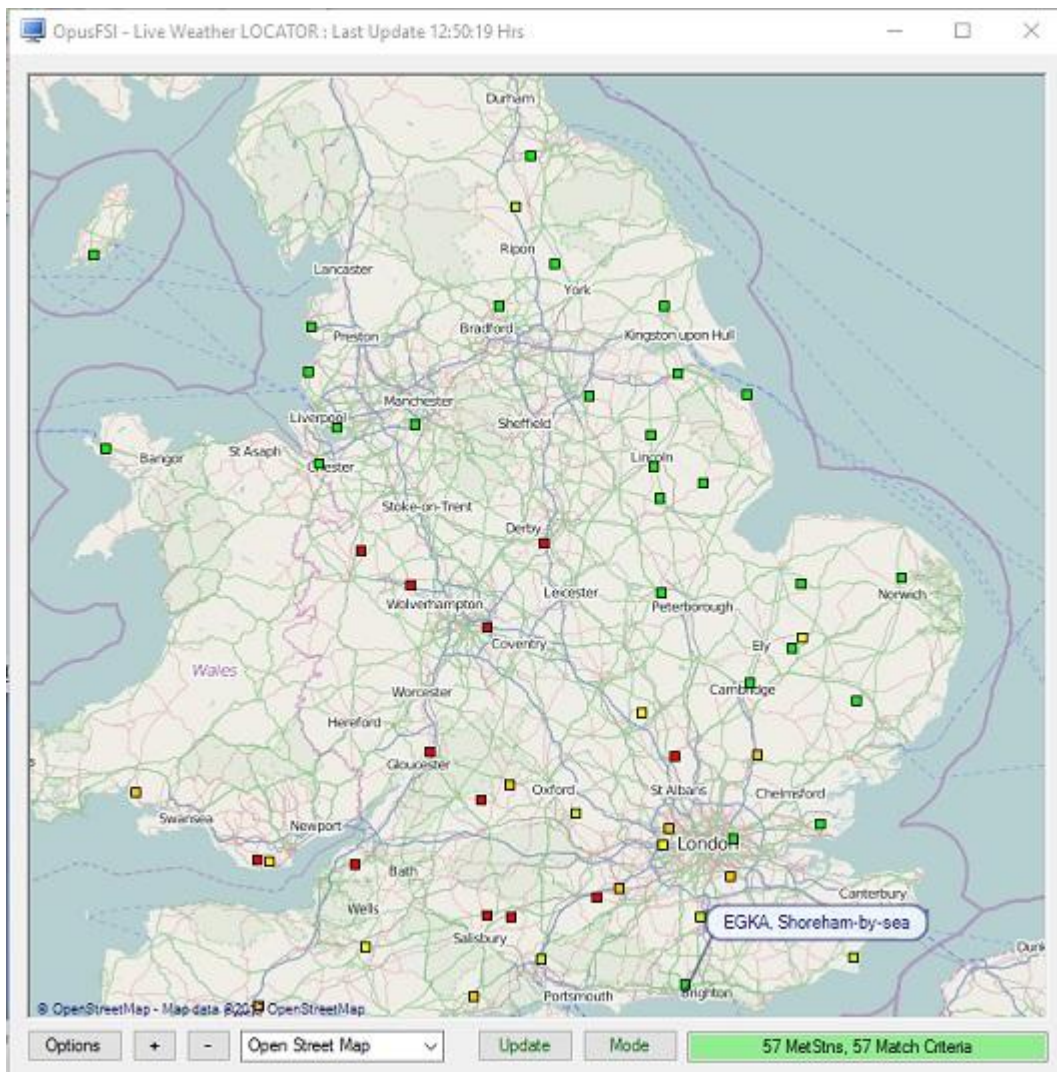 OpusFSI - Live Weather LOCATOR : Last Update 12:50:19 Hrs
Durham
Ripon
Lancaster
York
Bradford
Preston
Kingston upon Hull
Manchester
Liverpool
Sheffield
St Asaph
Bangor
Chester
Lincoln
Stoke-on-Trent
Derby
Wolverhampton
Leicester
Peterborough
Norwich
Coventry
Ely
Wales
Worcester
Cambridge
Hereford
Gloucester
Oxford
St Albans
Chelmsford
Swansea
Newport
London
Bath
Canterbury
Wells
EGKA, Shoreham-by-sea
Salisbury
Portsmouth
Brighton
© OpenStreetMap - Map data OpenStreetMap
Options
+
-
Open Street Map
Update
Mode
57 MetStns, 57 Match Criteria